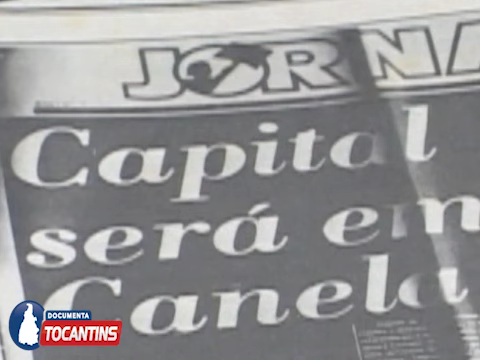 JORNA
Capital
será em
Canela
DOCUMENTA
TOCANTINS